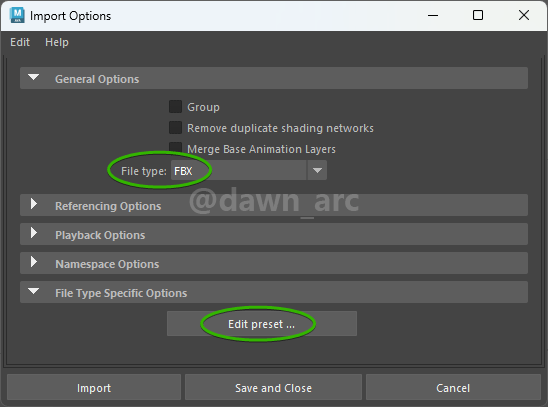 Import Options
Edit Help
General Options
Group
Remove duplicate shading networks
Merge Base Animation Layers
File type: FBX
@dawn_arc
Referencing Options
Playback Options
Namespace Options
File Type Specific Options
Edit preset ...
Import Save and Close Cancel